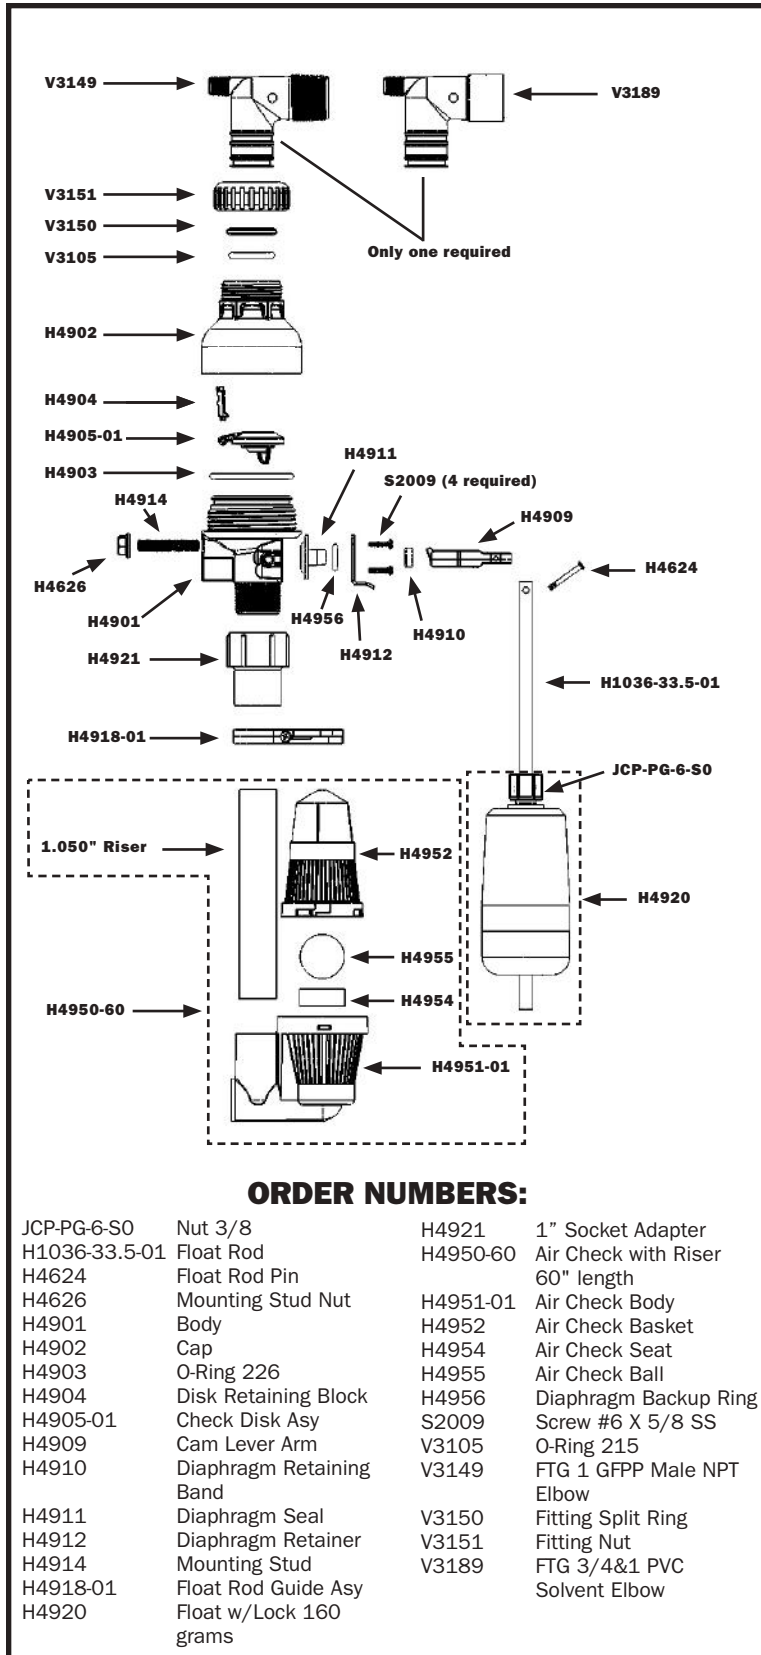 V3149
V3189
V3151
V3150
V3105
Only one required
H4902
H4904
H4905-01
H4903
H4911
S2009 (4 required)
H4914
H4909
H4626
H4624
H4901
H4956
H4910
H4912
H4921
H1036-33.5-01
H4918-01
JCP-PG-6-S0
1.050" Riser
H4952
H4920
H4955
H4954
H4950-60
H4951-01
ORDER NUMBERS:
JCP-PG-6-S0 Nut 3/8
H1036-33.5-01 Float Rod
H4624 Float Rod Pin
H4626 Mounting Stud Nut
H4901 Body
H4902 Cap
H4903 O-Ring 226
H4904 Disk Retaining Block
H4905-01 Check Disk Asy
H4909 Cam Lever Arm
H4910 Diaphragm Retaining
Band
H4911 Diaphragm Seal
H4912 Diaphragm Retainer
H4914 Mounting Stud
H4918-01 Float Rod Guide Asy
H4920 Float w/Lock 160
grams
H4921 1” Socket Adapter
H4950-60 Air Check with Riser
60" length
H4951-01 Air Check Body
H4952 Air Check Basket
H4954 Air Check Seat
H4955 Air Check Ball
H4956 Diaphragm Backup Ring
S2009 Screw #6 X 5/8 SS
V3105 O-Ring 215
V3149 FTG 1 GFPP Male NPT
Elbow
V3150 Fitting Split Ring
V3151 Fitting Nut
V3189 FTG 3/4&1 PVC
Solvent Elbow